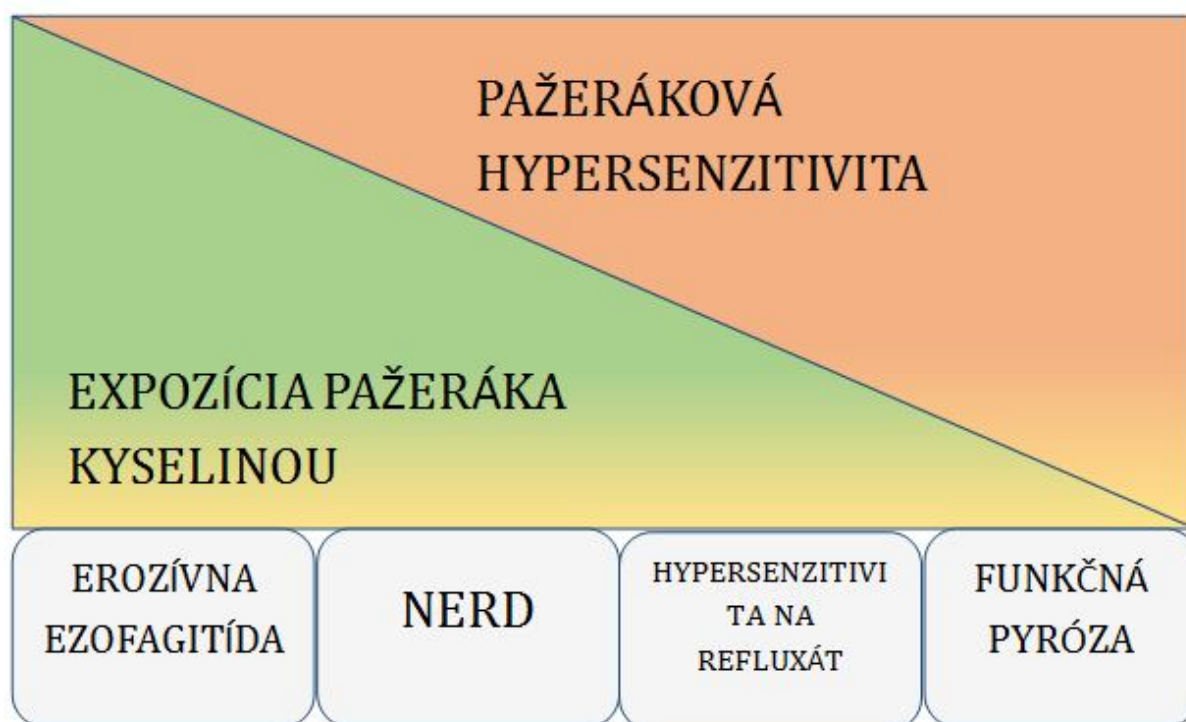 PAŽERÁKOVÁ
HYPERSENZITIVITA
EXPOZÍCIA PAŽERÁKA
KYSELINOU
EROZÍVNA
EZOFAGITÍDA
NERD
HYPERSENZITIVI
TA NA
REFLUXÁT
FUNKČNÁ
PYRÓZA